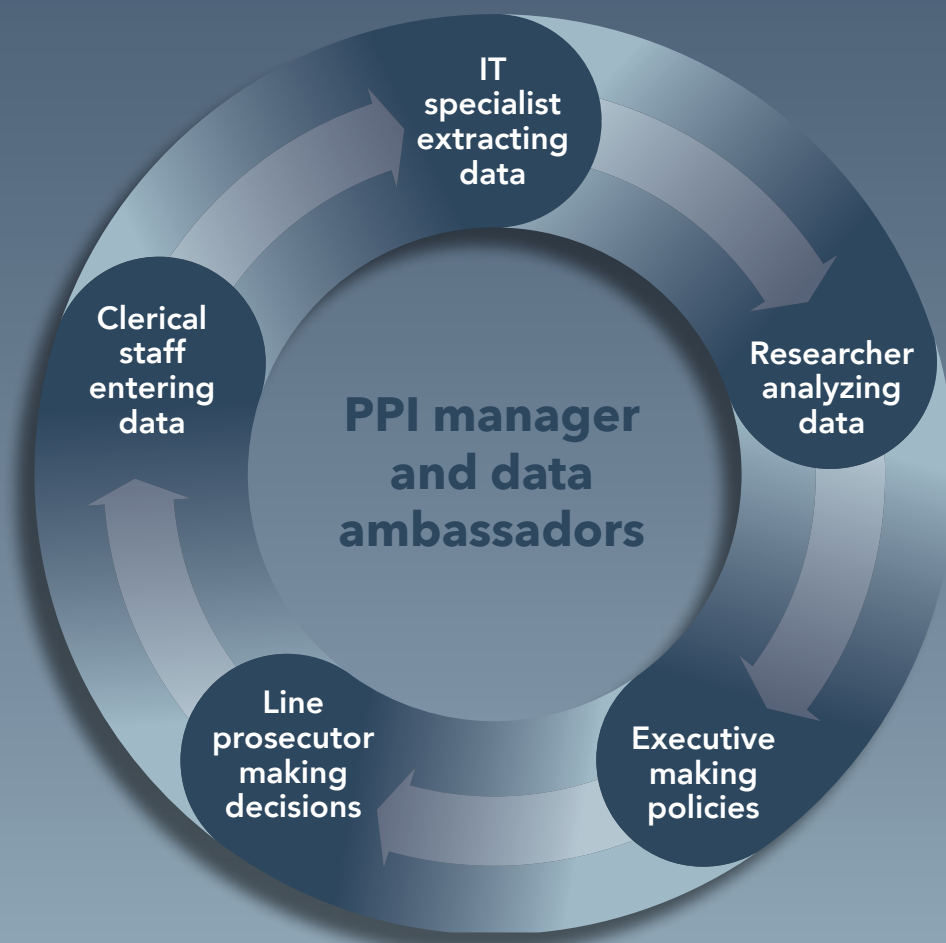 IT
specialist
extracting
data
Researcher
analyzing
data
Executive
making
policies
Line
prosecutor
making
decisions
Clerical
staff
entering
data
PPI manager
and data
ambassadors